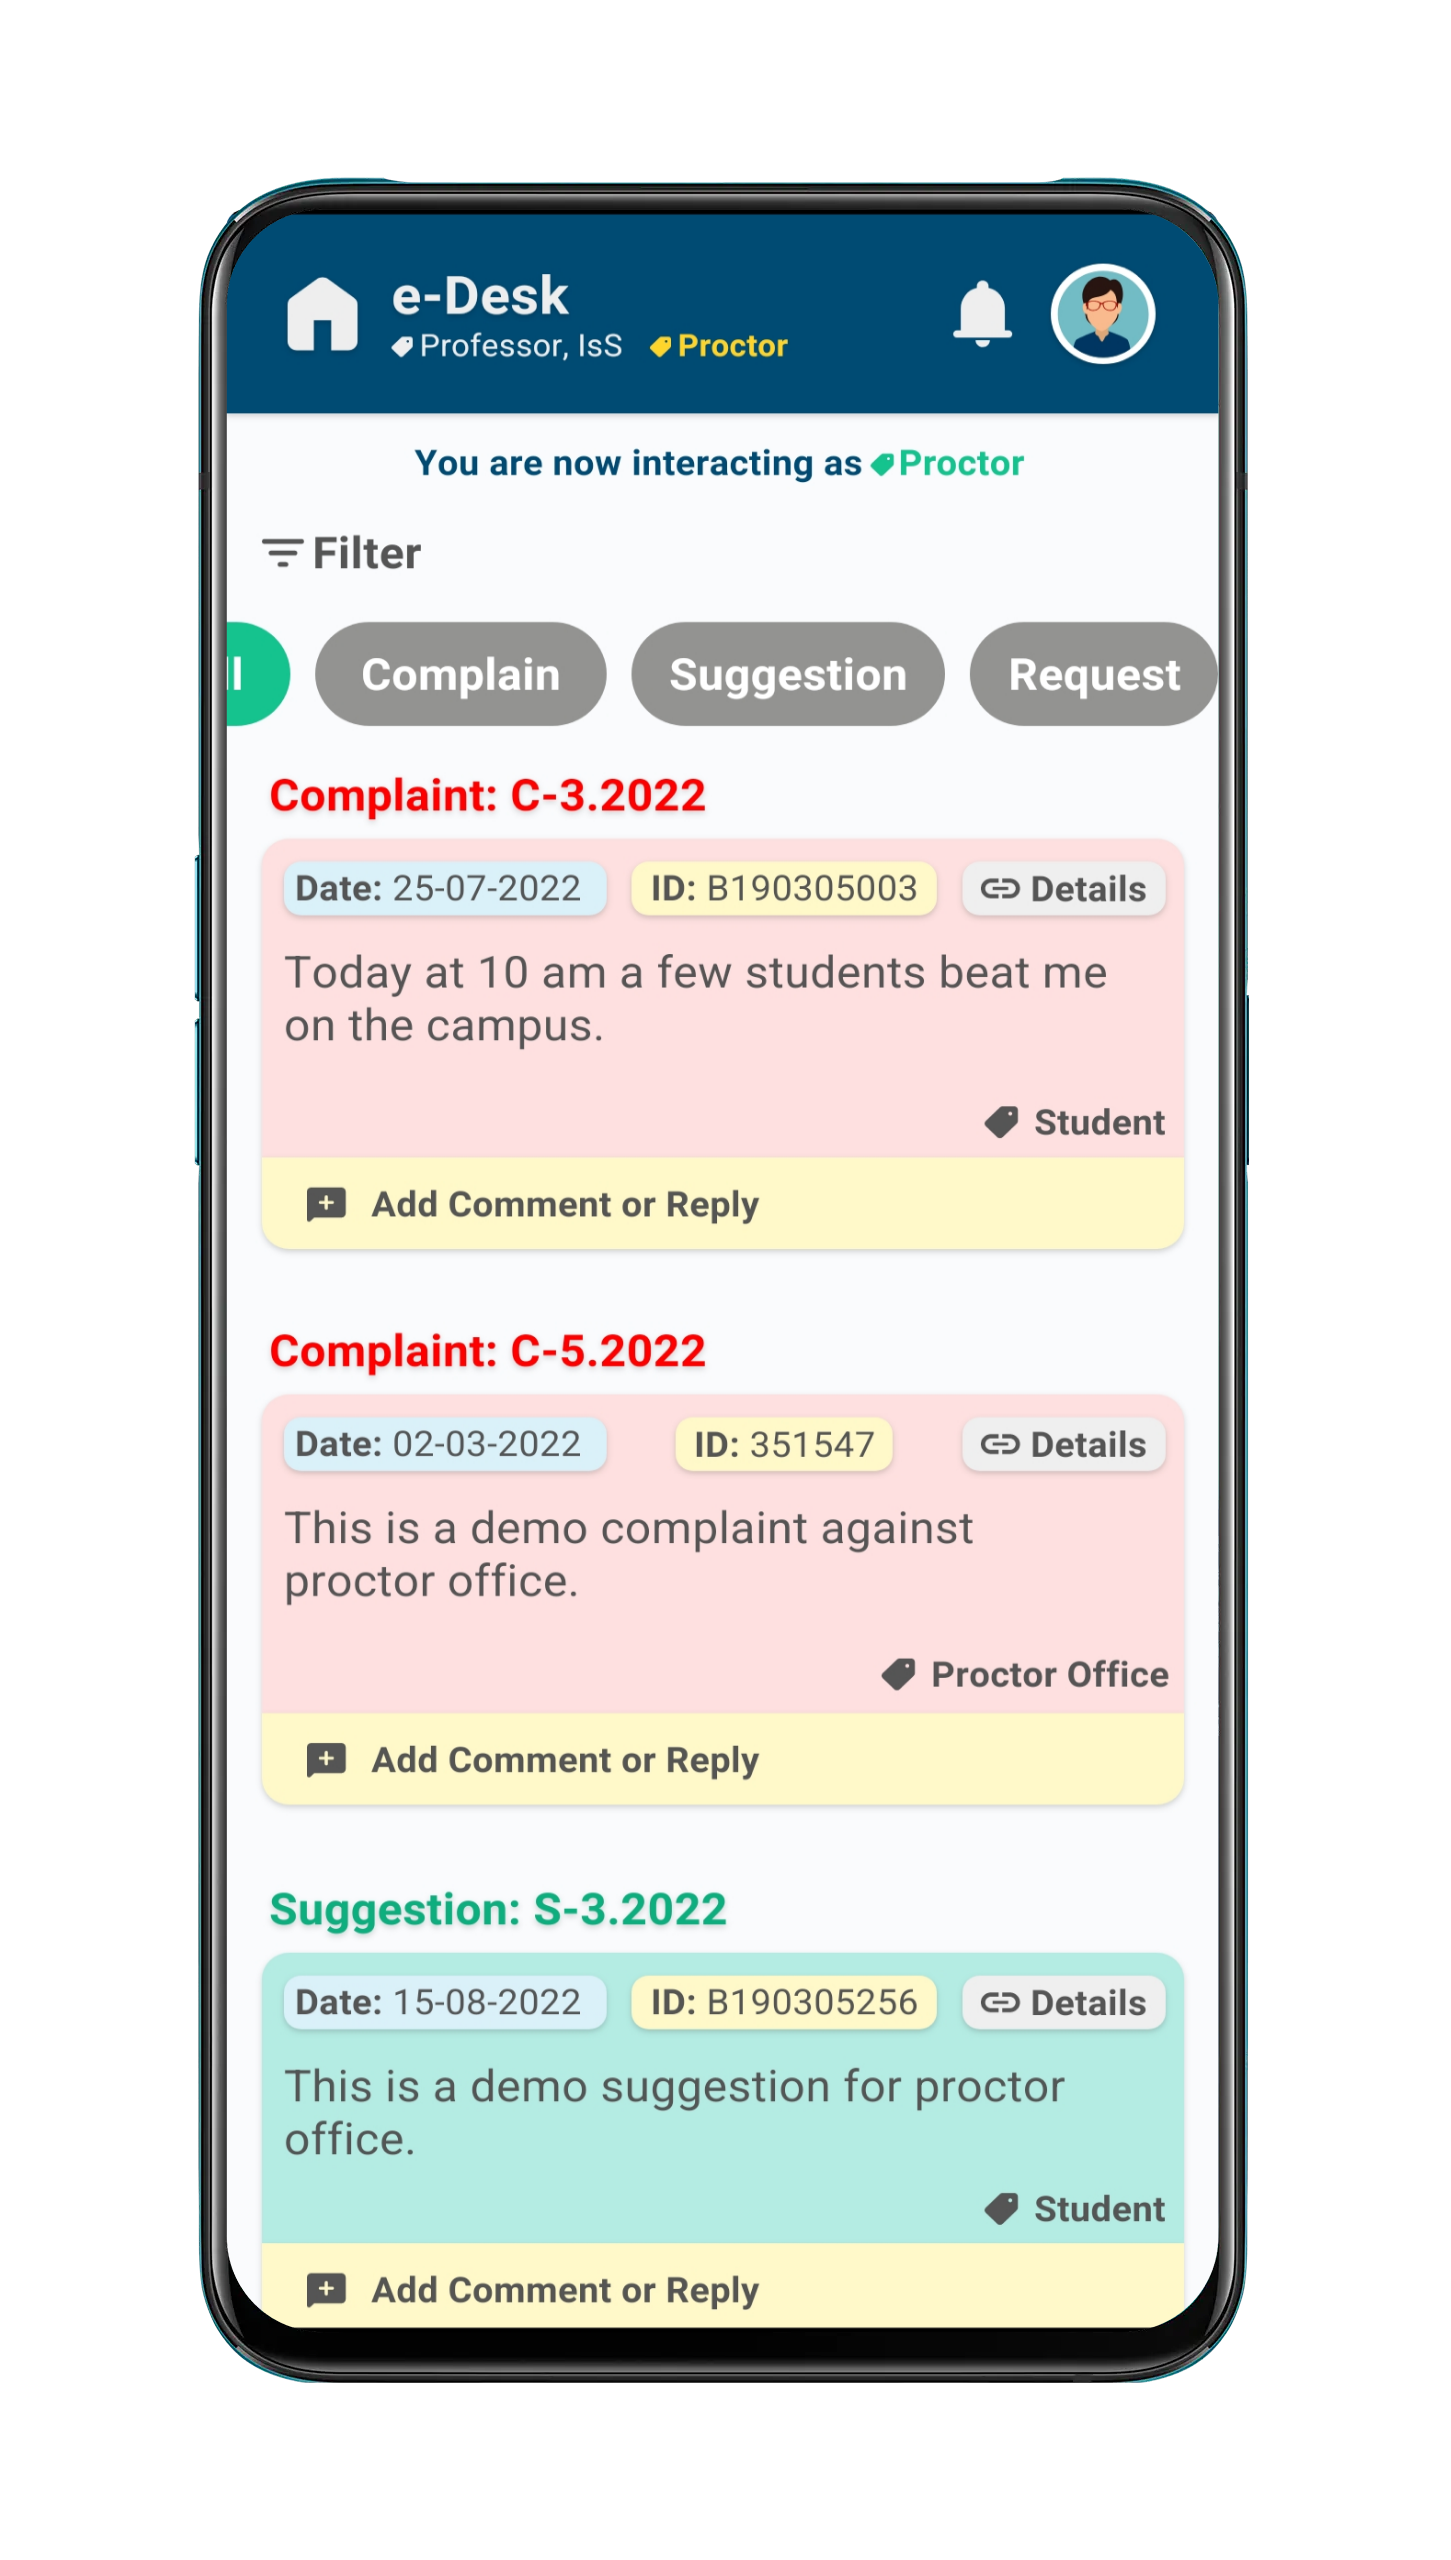 e-Desk
Professor, IsS Proctor
You are now interacting as Proctor
Filter
Complain Suggestion Request
Complaint: C-3.2022
Date: 25-07-2022 ID: B190305003 Details
Today at 10 am a few students beat me
on the campus.
Student
Add Comment or Reply
Complaint: C-5.2022
Date: 02-03-2022 ID: 351547 Details
This is a demo complaint against
proctor office.
Proctor Office
Add Comment or Reply
Suggestion: S-3.2022
Date: 15-08-2022 ID: B190305256 Details
This is a demo suggestion for proctor
office.
Student
Add Comment or Reply